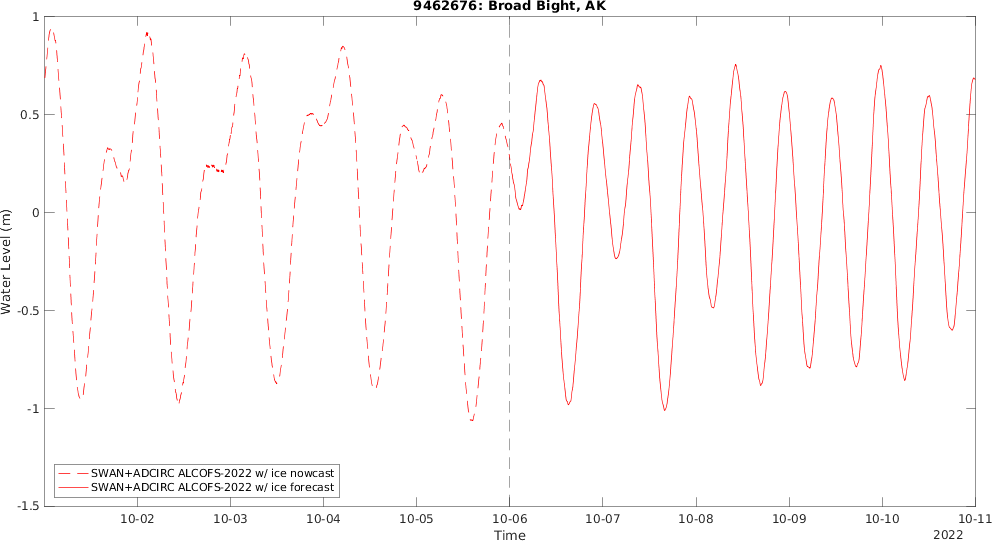 9462676: Broad Bight, AK
1
0.5
0
-0.5
-1
-1.5
Water Level (m)
SWAN+ADCIRC ALCOFS-2022 w/ ice nowcast
SWAN+ADCIRC ALCOFS-2022 w/ ice forecast
10-02 10-03 10-04 10-05 10-06 10-07 10-08 10-09 10-10 10-11
Time
2022